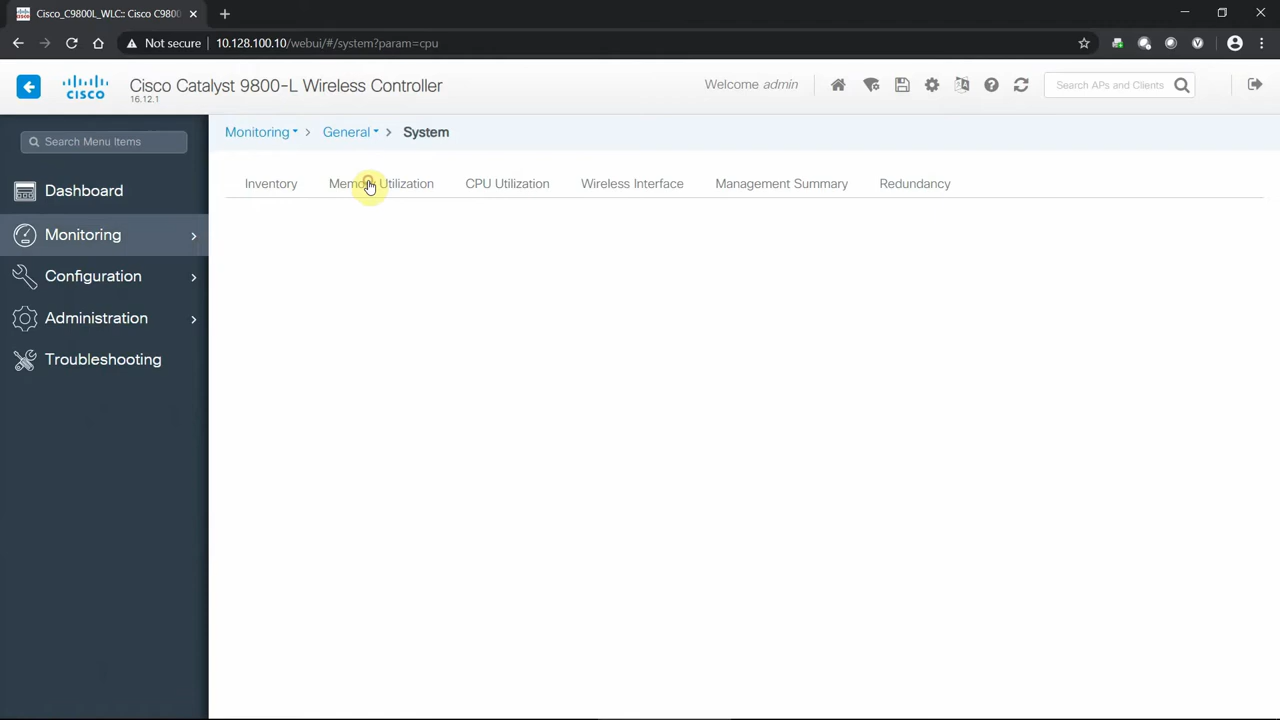 Cisco_C9800L_WLC:: Cisco C9800
Not secure
10.128.100.10/webui/#/system?param=cpu
cisco
Cisco Catalyst 9800-L Wireless Controller
16.12.1
Welcome admin
Search APs and Clients
Search Menu Items
Dashboard
Monitoring
Configuration
Administration
Troubleshooting
Monitoring > General > System
Inventory
Memory Utilization
CPU Utilization
Wireless Interface
Management Summary
Redundancy